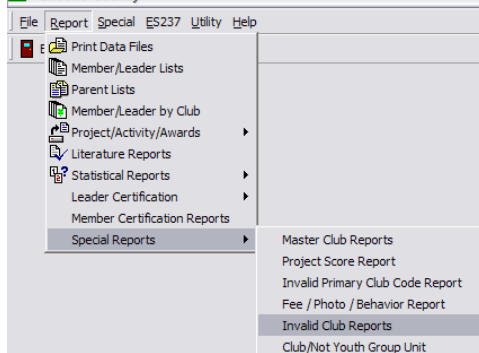 File Report Special ES237 Utility Help
E
Print Data Files
Member/Leader Lists
Parent Lists
Member/Leader by Club
Project/Activity/Awards
Literature Reports
Statistical Reports
Leader Certification
Member Certification Reports
Special Reports
Master Club Reports
Project Score Report
Invalid Primary Club Code Report
Fee / Photo / Behavior Report
Invalid Club Reports
Club/Not Youth Group Unit